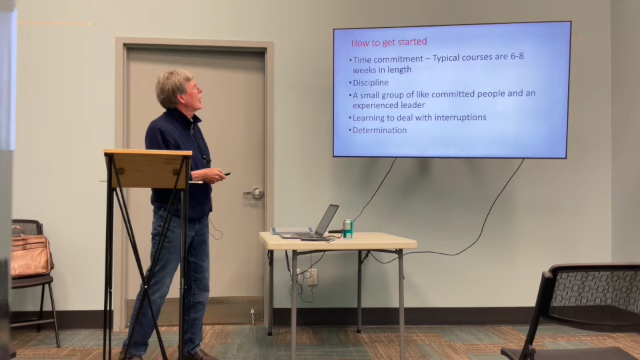 How to get started
•Time commitment – Typical courses are 6-8
weeks in length
•Discipline
•A small group of like committed people and an
experienced leader
•Learning to deal with interruptions
•Determination